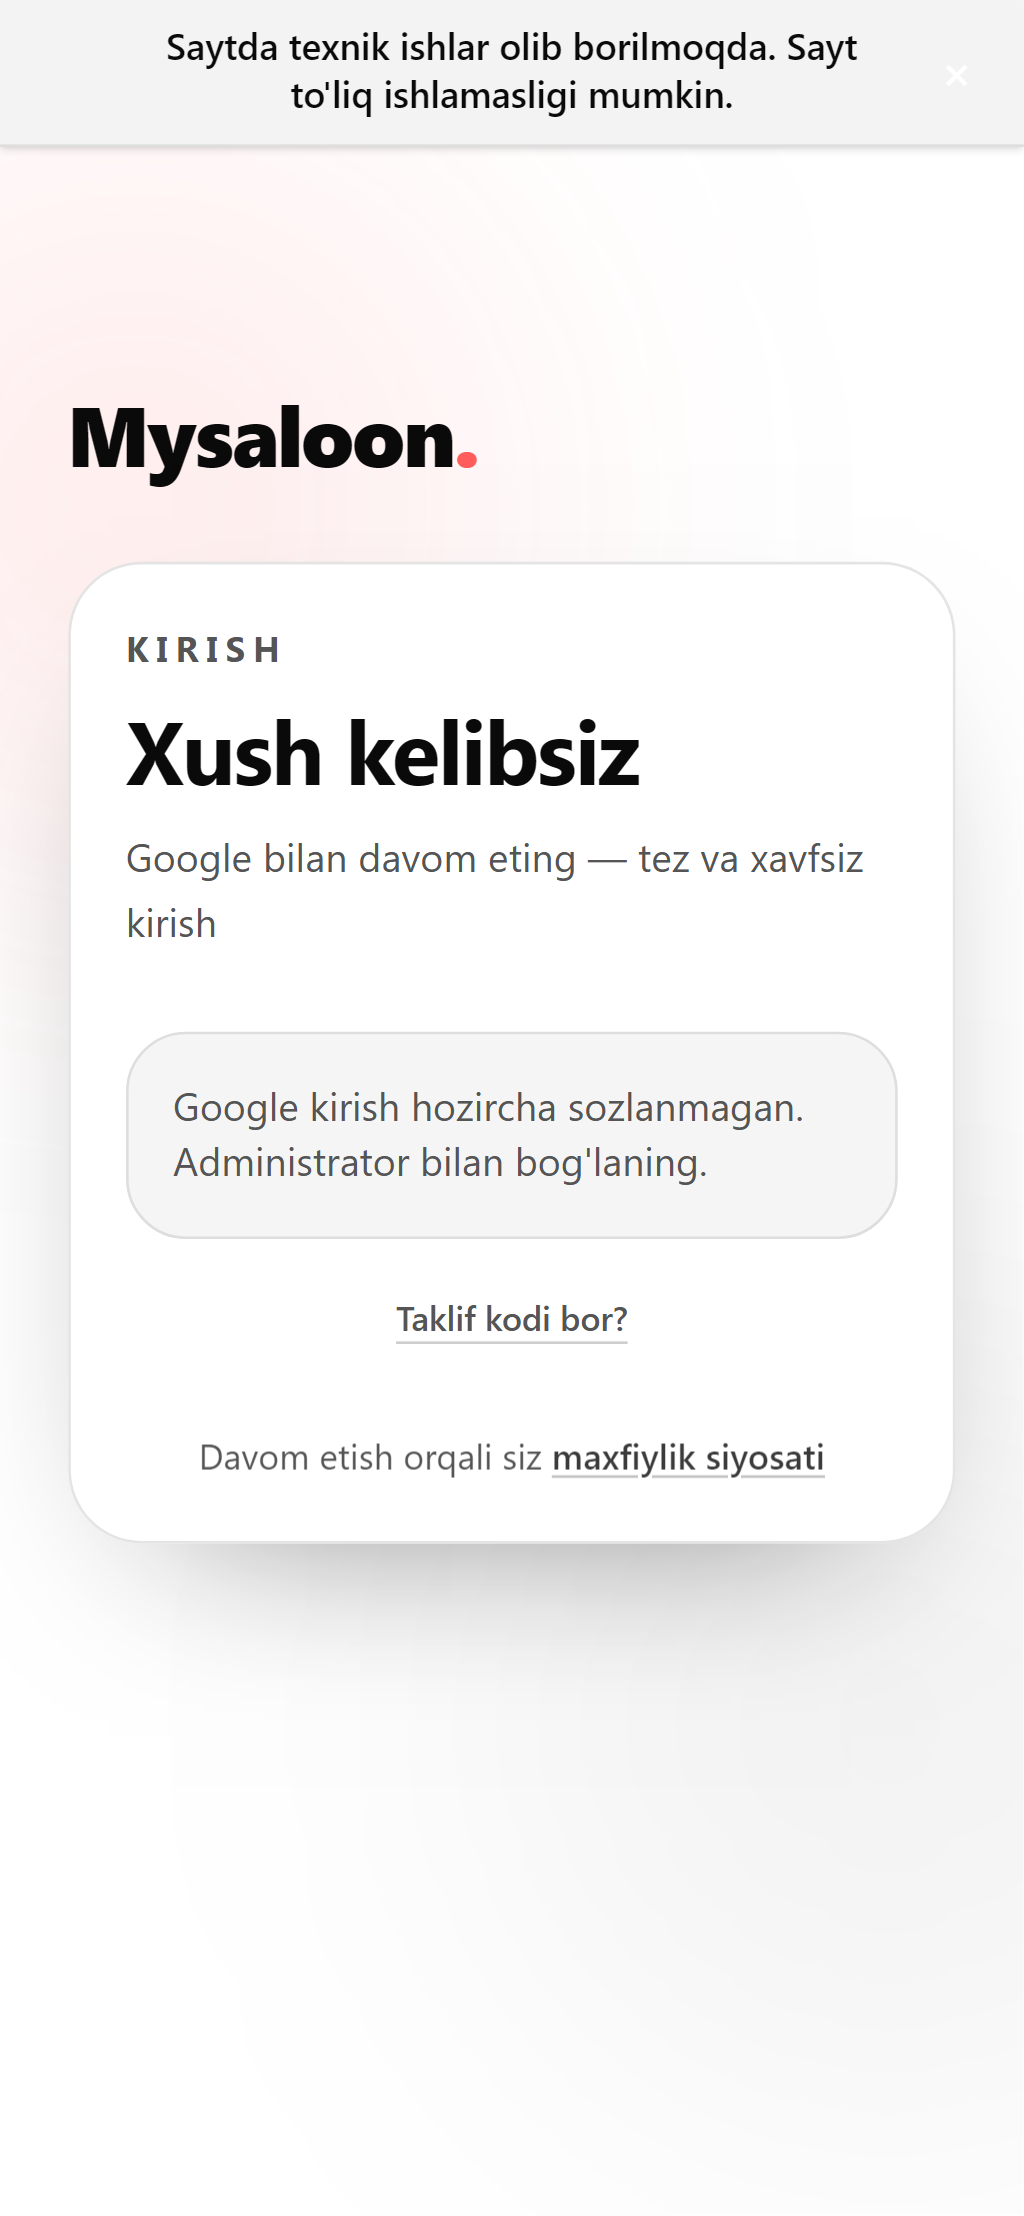 Saytda texnik ishlar olib borilmoqda. Sayt
to'liq ishlamasligi mumkin.
×
Mysaloon.
KIRISH
Xush kelibsiz
Google bilan davom eting — tez va xavfsiz
kirish
Google kirish hozircha sozlanmagan.
Administrator bilan bog'laning.
Taklif kodi bor?
Davom etish orqali siz maxfiylik siyosati